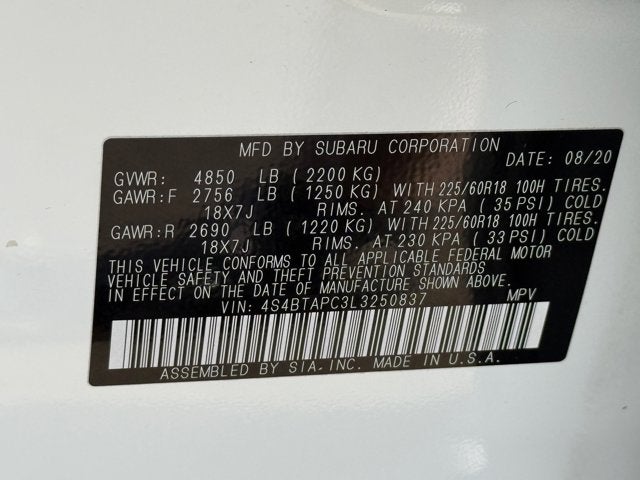 MFD BY SUBARU CORPORATION
DATE: 08/20
GVWR: 4850 LB ( 2200 KG)
GAWR:F 2756 LB ( 1250 KG) WITH 225/60R18 100H TIRES.
18X7J RIMS. AT 240 KPA ( 35 PSI) COLD
GAWR:R 2690 LB ( 1220 KG) WITH 225/60R18 100H TIRES.
18X7J RIMS. AT 230 KPA ( 33 PSI) COLD
THIS VEHICLE CONFORMS TO ALL APPLICABLE FEDERAL MOTOR
VEHICLE SAFETY, BUMPER, AND THEFT PREVENTION STANDARDS
IN EFFECT ON THE DATE OF MANUFACTURE SHOWN ABOVE.
VIN: 4S4BTAPC3L3250837 MPV
ASSEMBLED BY SIA.INC. MADE IN U.S.A.